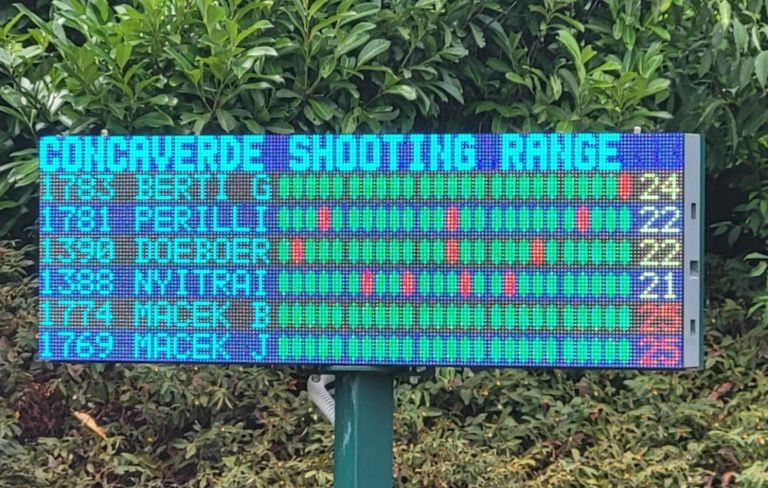 CONCAVERDE SHOOTING RANGE
1783 BERTI G 24
1781 PERILLI 22
1390 DOEBOER 22
1388 NYITRAI 21
1774 MACEK B 25
1769 MACEK J 25